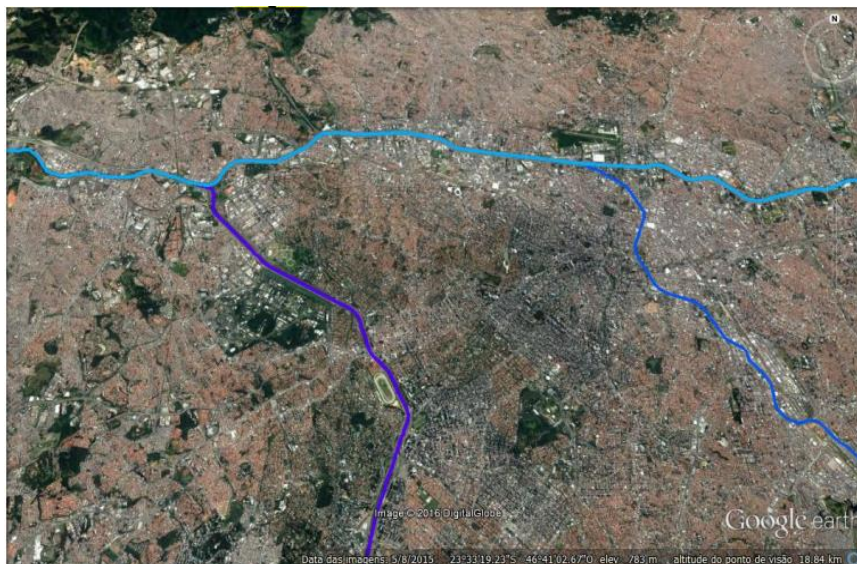 N
Image © 2016 DigitalGlobe
Google earth
Data das imagens: 5/8/2015 23°33'19.23"S 46°41'02.67"O elev 783 m altitude do ponto de visão 18.84 km